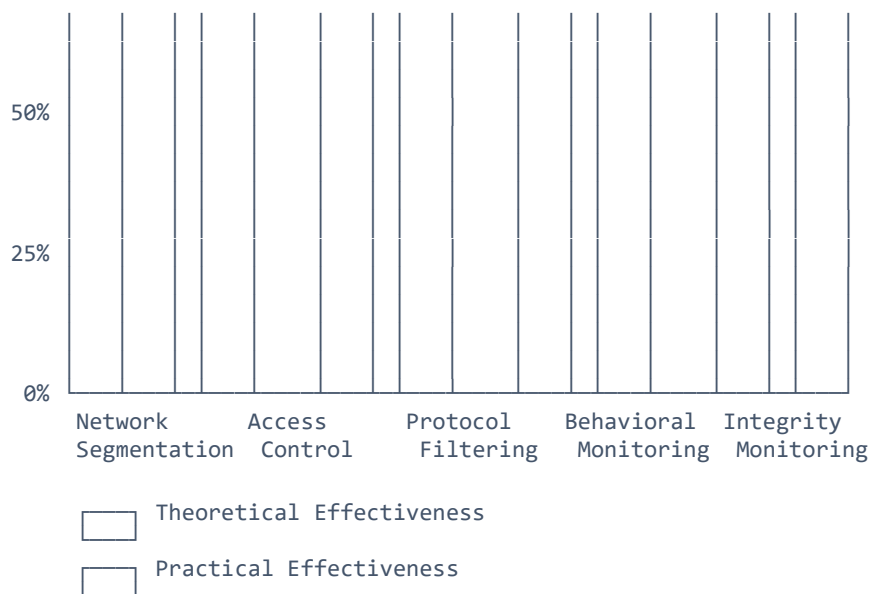 50%
25%
0%
Network Access Protocol Behavioral Integrity
Segmentation Control Filtering Monitoring Monitoring
Theoretical Effectiveness
Practical Effectiveness